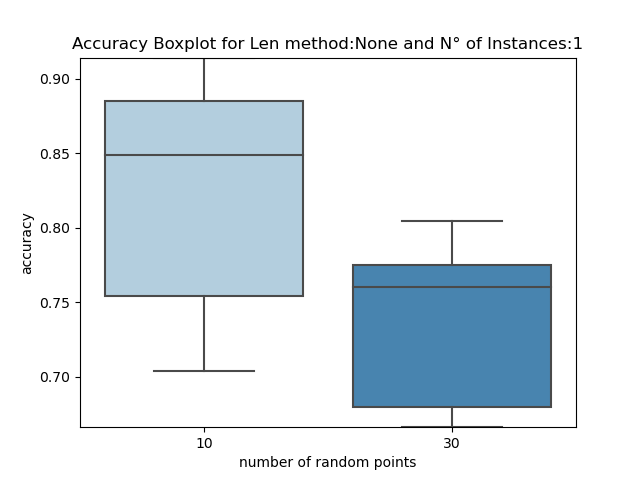 Accuracy Boxplot for Len method:None and N° of Instances:1
0.90
0.85
0.80
0.75
0.70
accuracy
10
30
number of random points